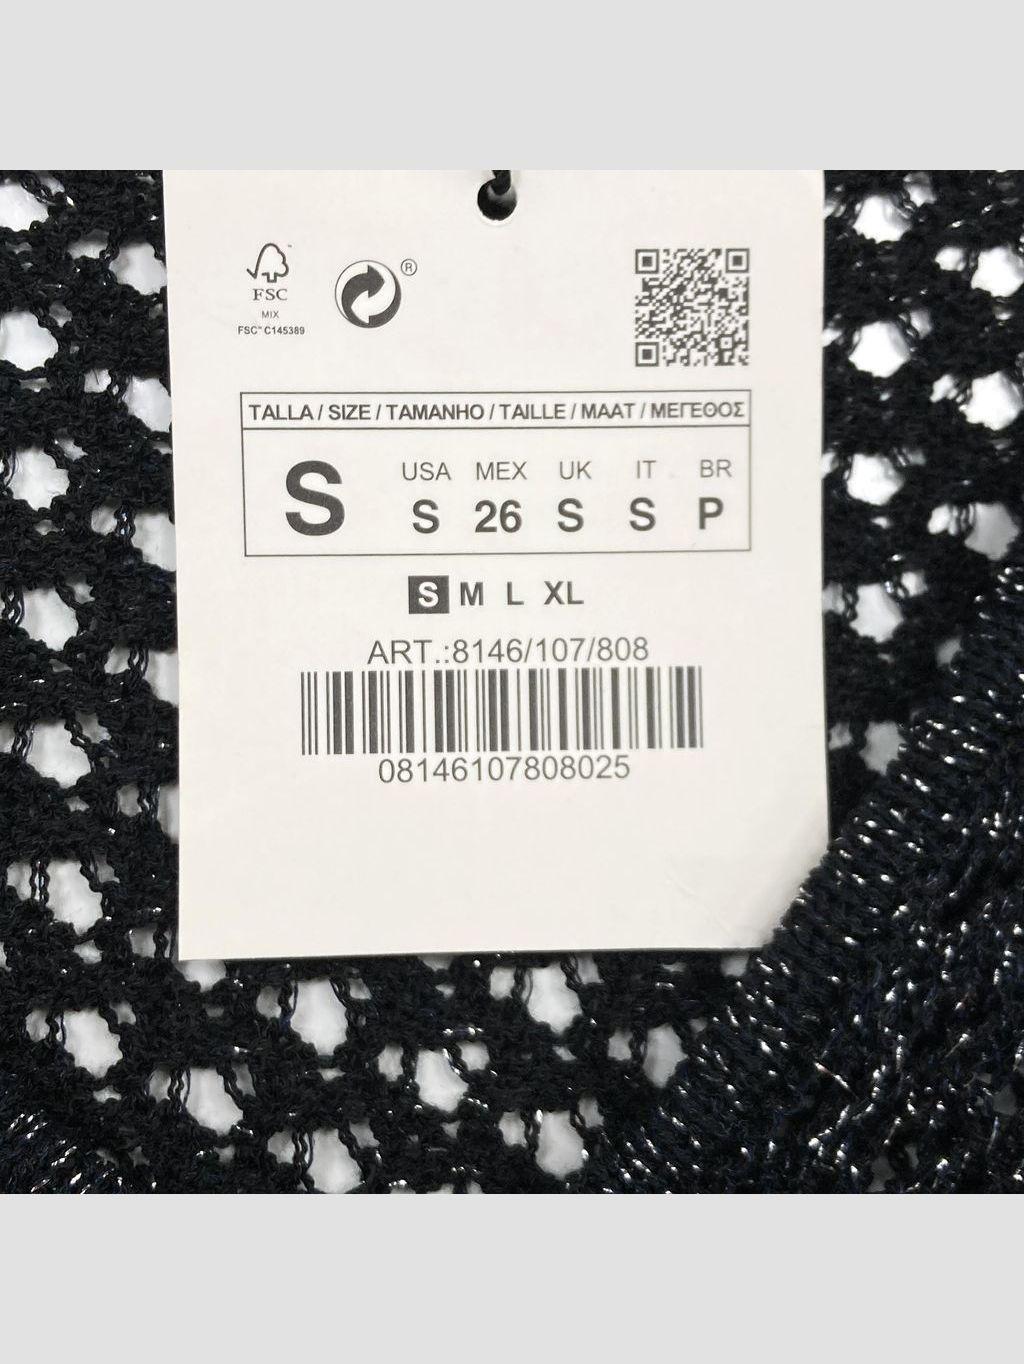 FSC
MIX
FSC™ C145389
®
TALLA / SIZE / TAMANHO / TAILLE / MAAT / ΜΕΓΕΘΟΣ
S
USA MEX UK IT BR
S 26 S S P
S M L XL
ART.:8146/107/808
08146107808025